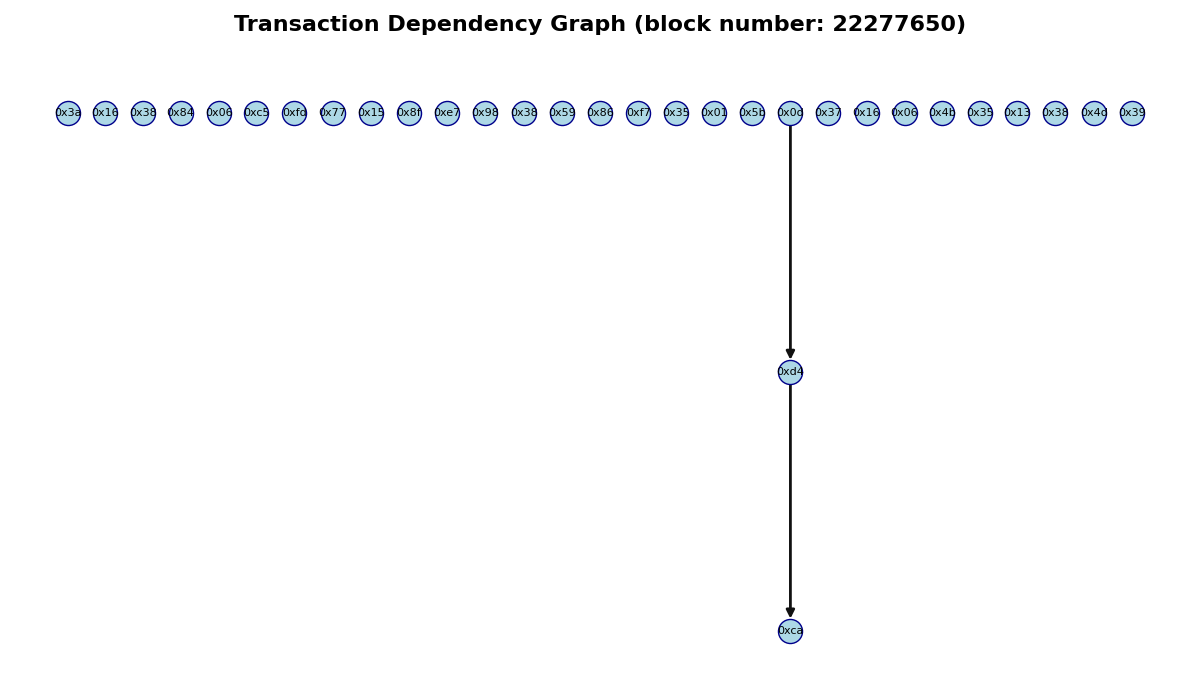 Transaction Dependency Graph (block number: 22277650)
0x3a 0x16 0x38 0x84 0x06 0xc5 0xfd 0x77 0x15 0x8f 0xe7 0x98 0x38 0x59 0x86 0xf7 0x35 0x01 0x5b 0x0d 0x37 0x16 0x06 0x4b 0x35 0x13 0x38 0x4d 0x39
0xd4
0xca